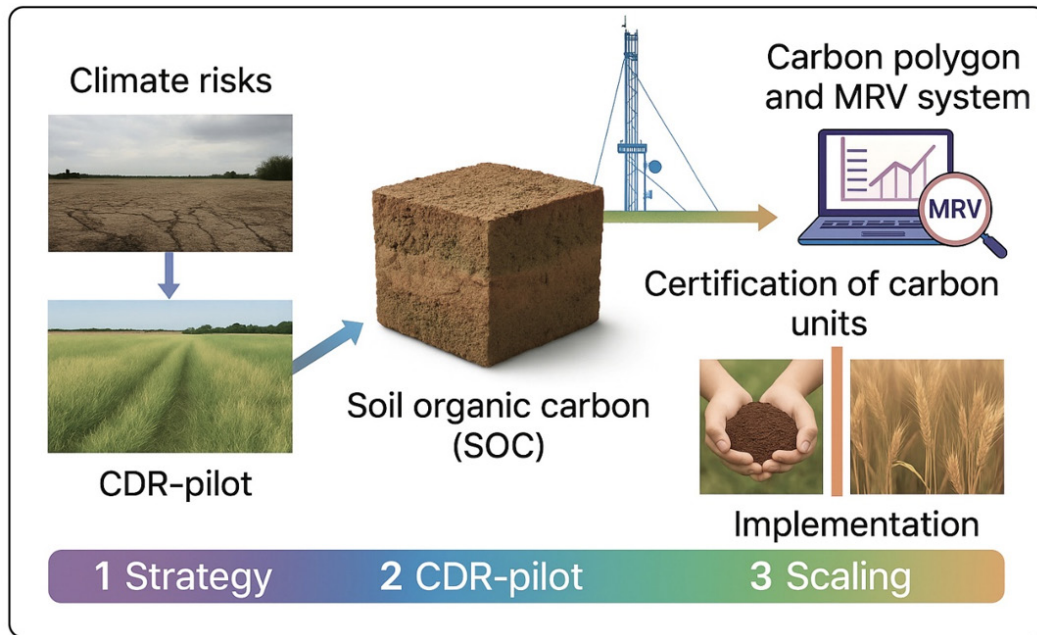 Climate risks
CDR-pilot
Soil organic carbon
(SOC)
Carbon polygon
and MRV system
MRV
Certification of carbon
units
Implementation
1 Strategy
2 CDR-pilot
3 Scaling